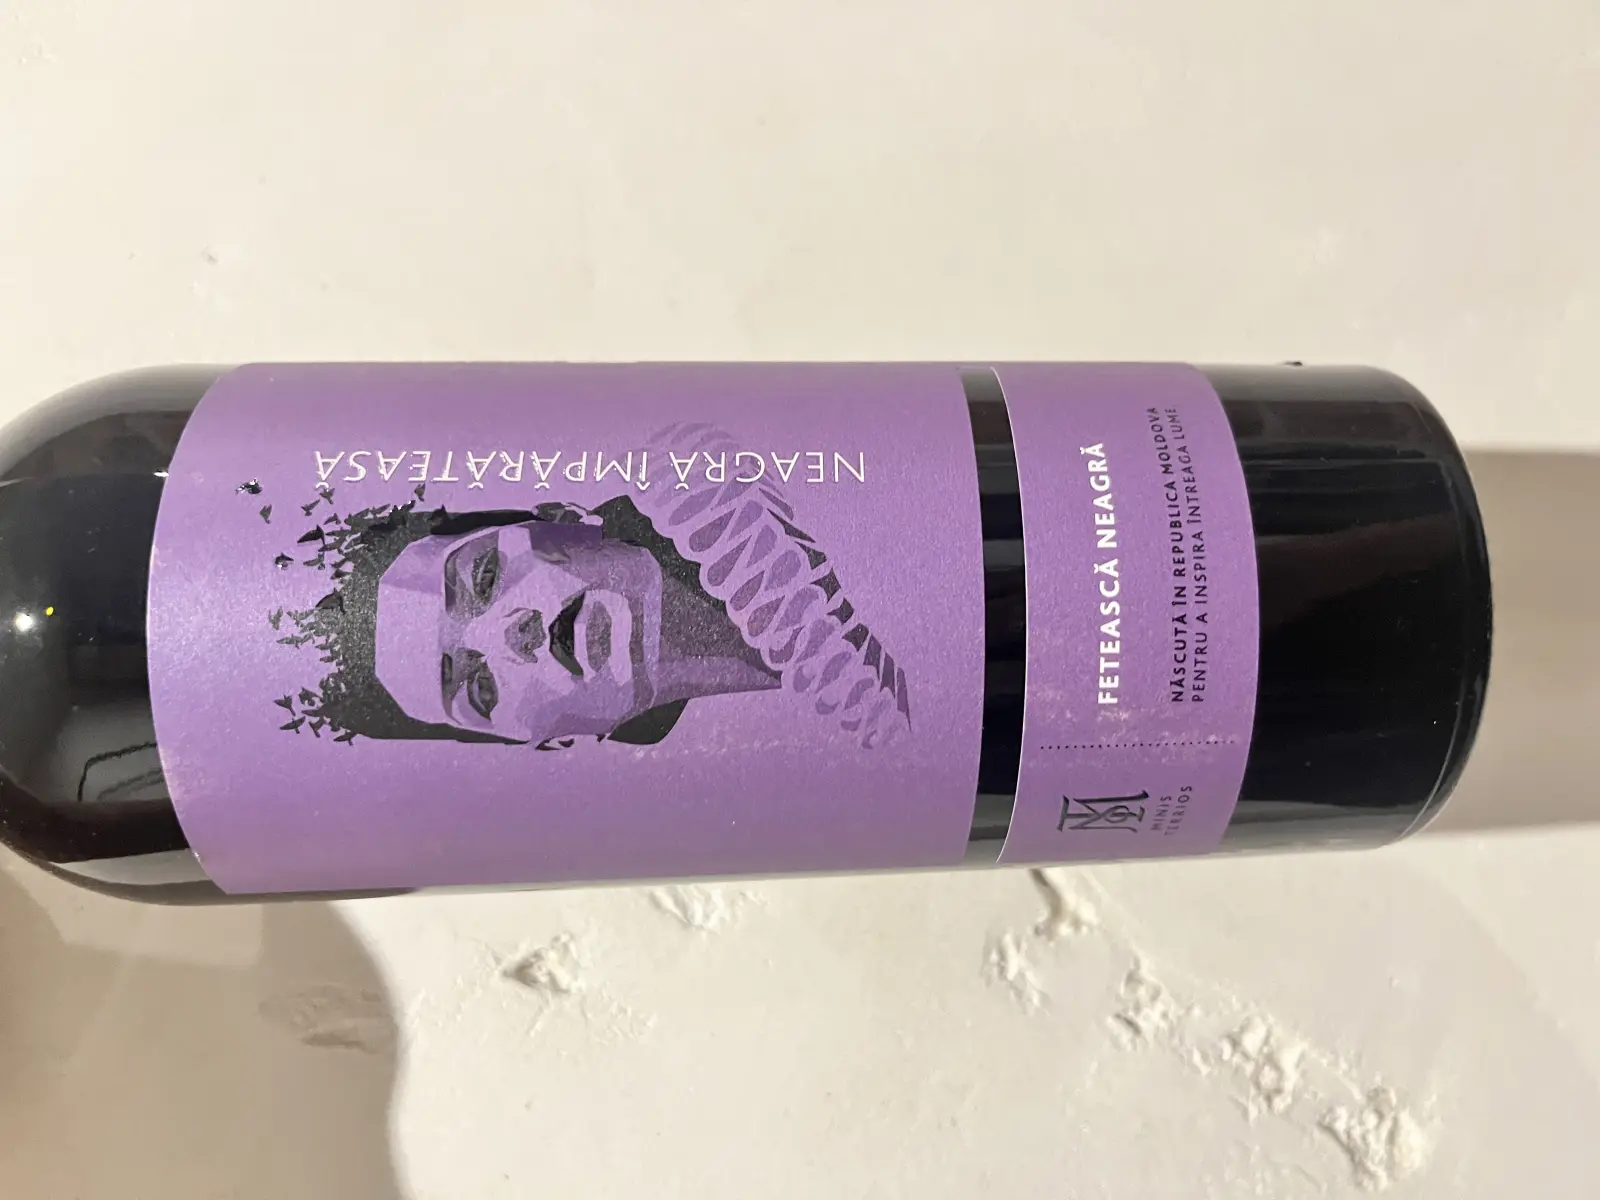 NEAGRĂ ÎMPĂRĂTEASĂ
FETEASCĂ NEAGRĂ
NĂSCUTĂ ÎN REPUBLICA MOLDOVA
PENTRU A INSPIRA ÎNTREAGA LUME
MINIS
TERRIOS